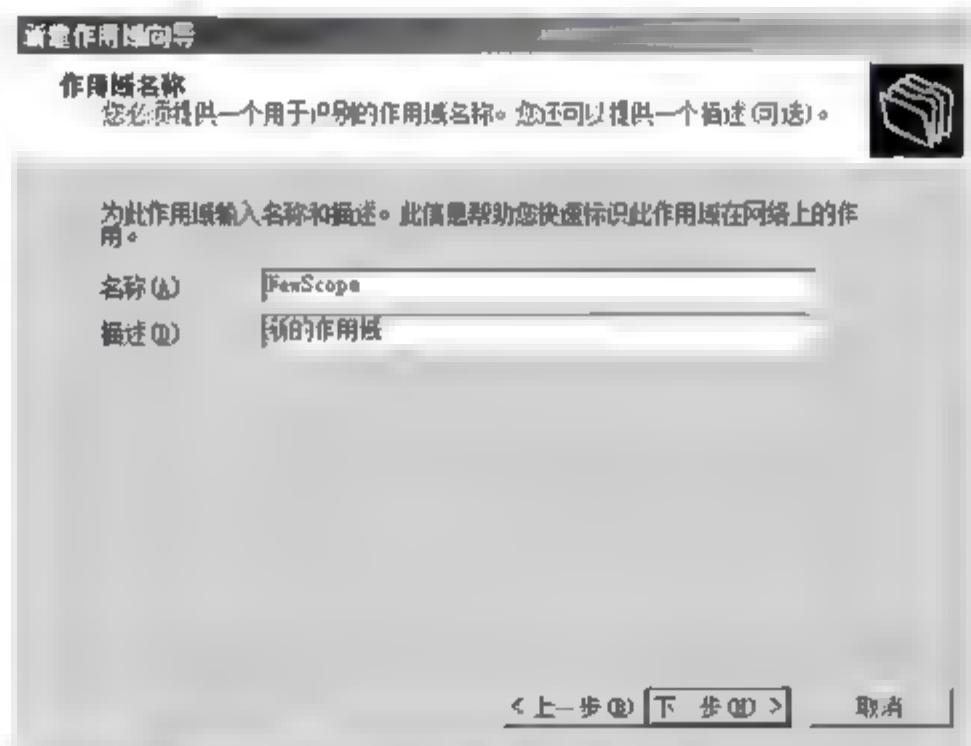 新建作用域向导
作用域名称
您必须提供一个用于识别的作用域名称。您还可以提供一个描述(可选)。
为此作用域输入名称和描述。此信息帮助您快速标识此作用域在网络上的作
用。
名称(A)
NewScope
描述(D)
新的作用域
< 上一步(B)
下一步(N) >
取消